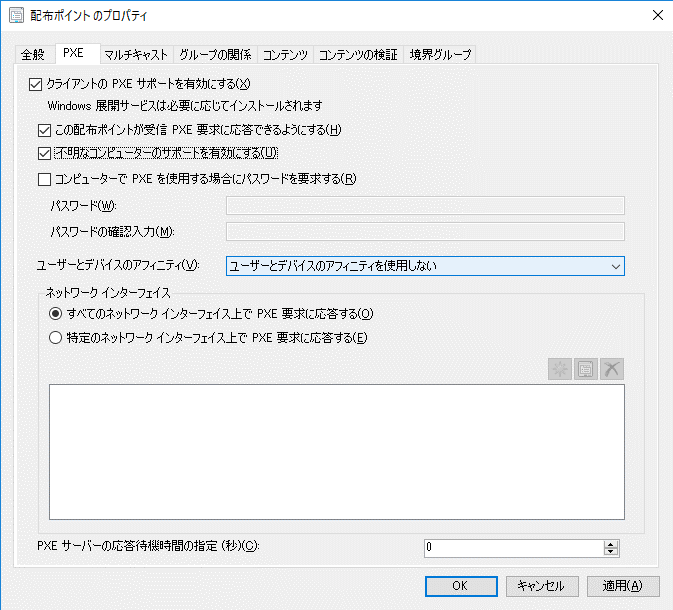 配布ポイント のプロパティ
全般 PXE マルチキャスト グループの関係 コンテンツ コンテンツの検証 境界グループ
クライアントの PXE サポートを有効にする(X)
Windows 展開サービスは必要に応じてインストールされます
この配布ポイントが受信 PXE 要求に応答できるようにする(H)
不明なコンピューターのサポートを有効にする(U)
コンピューターで PXE を使用する場合にパスワードを要求する(R)
パスワード(W):
パスワードの確認入力(M):
ユーザーとデバイスのアフィニティ(V): ユーザーとデバイスのアフィニティを使用しない
ネットワーク インターフェイス
すべてのネットワーク インターフェイス上で PXE 要求に応答する(O)
特定のネットワーク インターフェイス上で PXE 要求に応答する(E)
PXE サーバーの応答待機時間の指定 (秒)(C): 0
OK キャンセル 適用(A)